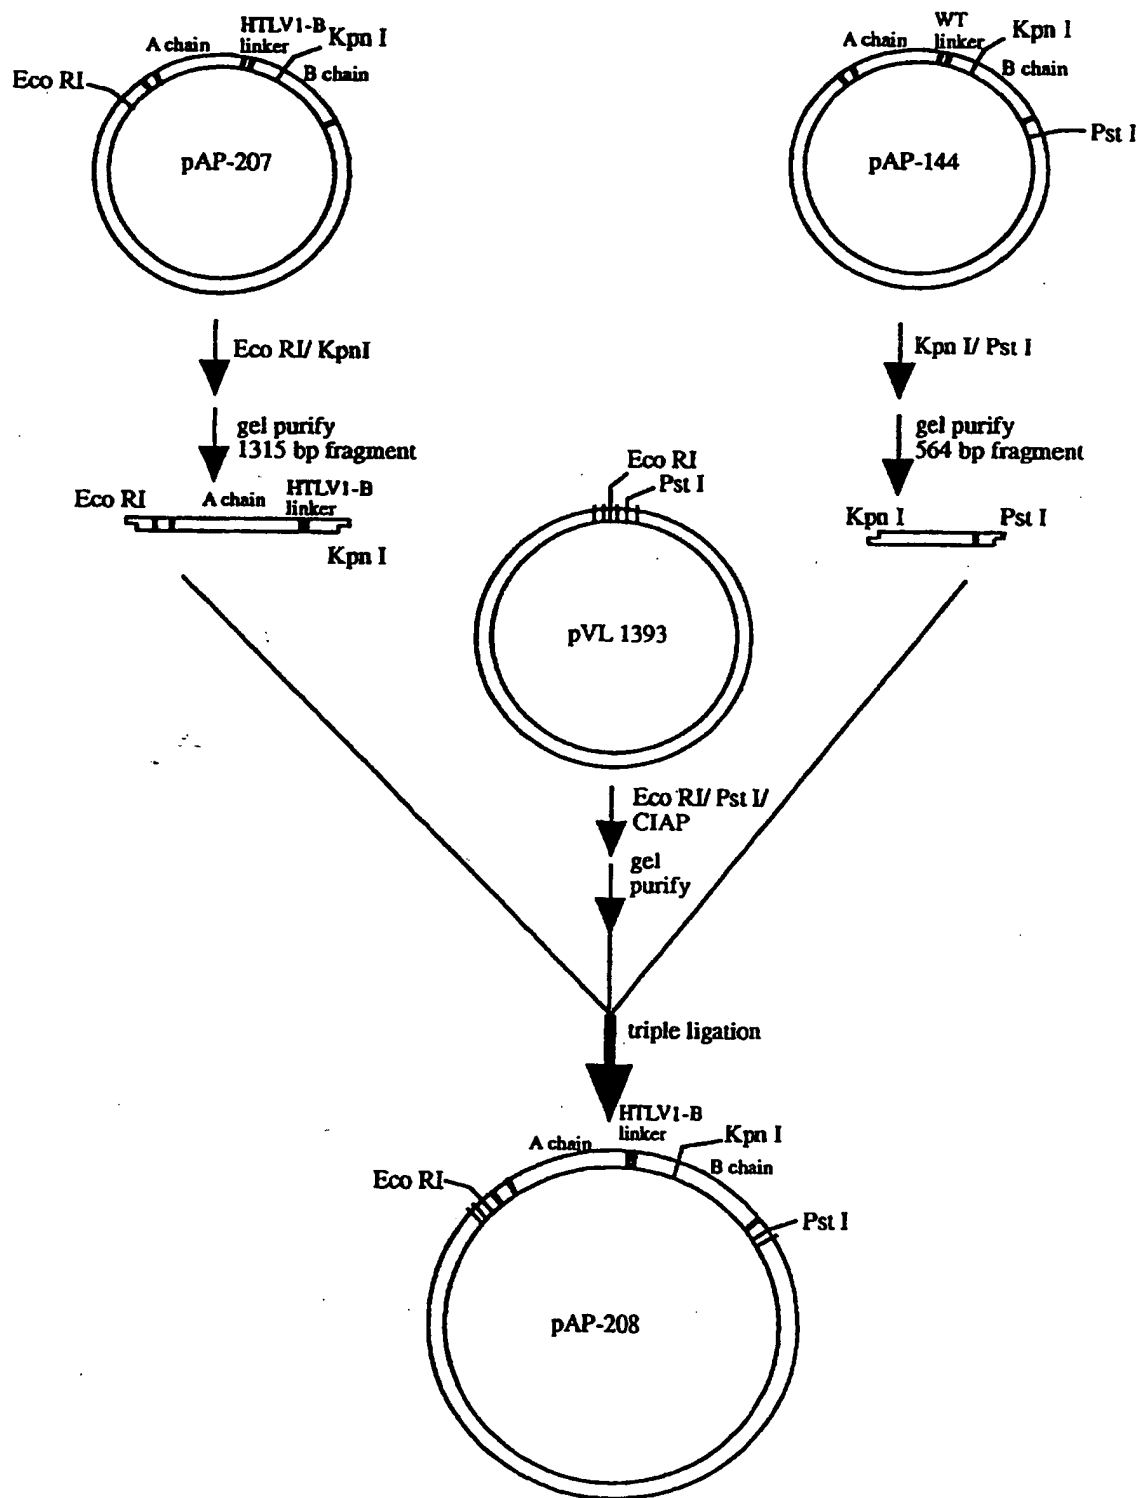 HTLV1-B
linker
A chain
Kpn I
B chain
Eco RI
pAP-207
WT
linker
A chain
Kpn I
B chain
Pst I
pAP-144
Eco RI/ KpnI
gel purify
1315 bp fragment
Kpn I/ Pst I
gel purify
564 bp fragment
Eco RI
A chain
HTLV1-B
linker
Kpn I
Eco RI
Pst I
Kpn I
Pst I
pVL 1393
Eco RI/ Pst I/
CIAP
gel
purify
triple ligation
HTLV1-B
linker
A chain
Kpn I
B chain
Eco RI
Pst I
pAP-208